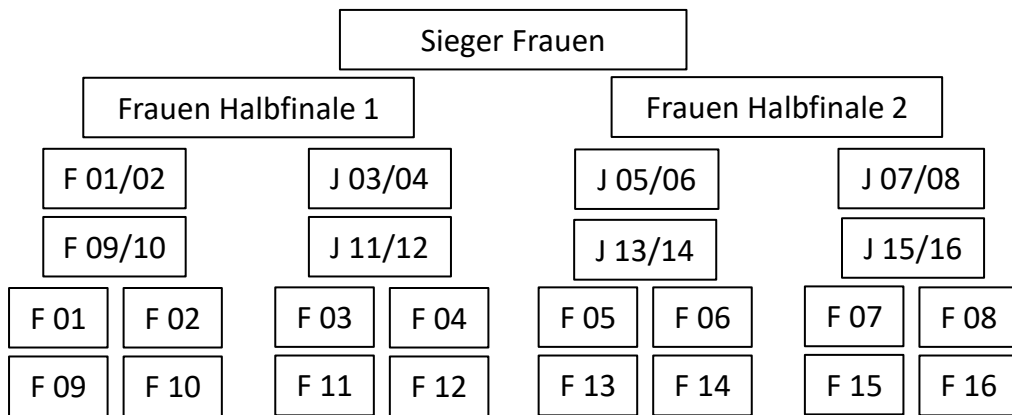 Sieger Frauen
Frauen Halbfinale 1 Frauen Halbfinale 2
F 01/02 J 03/04 J 05/06 J 07/08
F 09/10 J 11/12 J 13/14 J 15/16
F 01 F 02 F 03 F 04 F 05 F 06 F 07 F 08
F 09 F 10 F 11 F 12 F 13 F 14 F 15 F 16